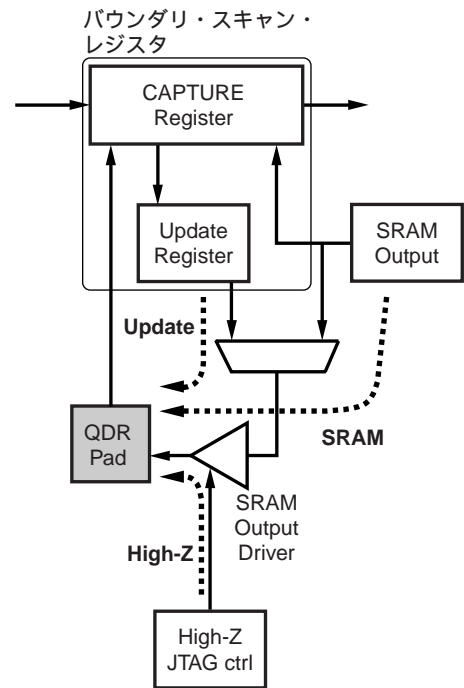 バウンダリ・スキャン・
レジスタ
CAPTURE
Register
Update
Register
SRAM
Output
Update
SRAM
QDR
Pad
SRAM
Output
Driver
High-Z
High-Z
JTAG ctrl